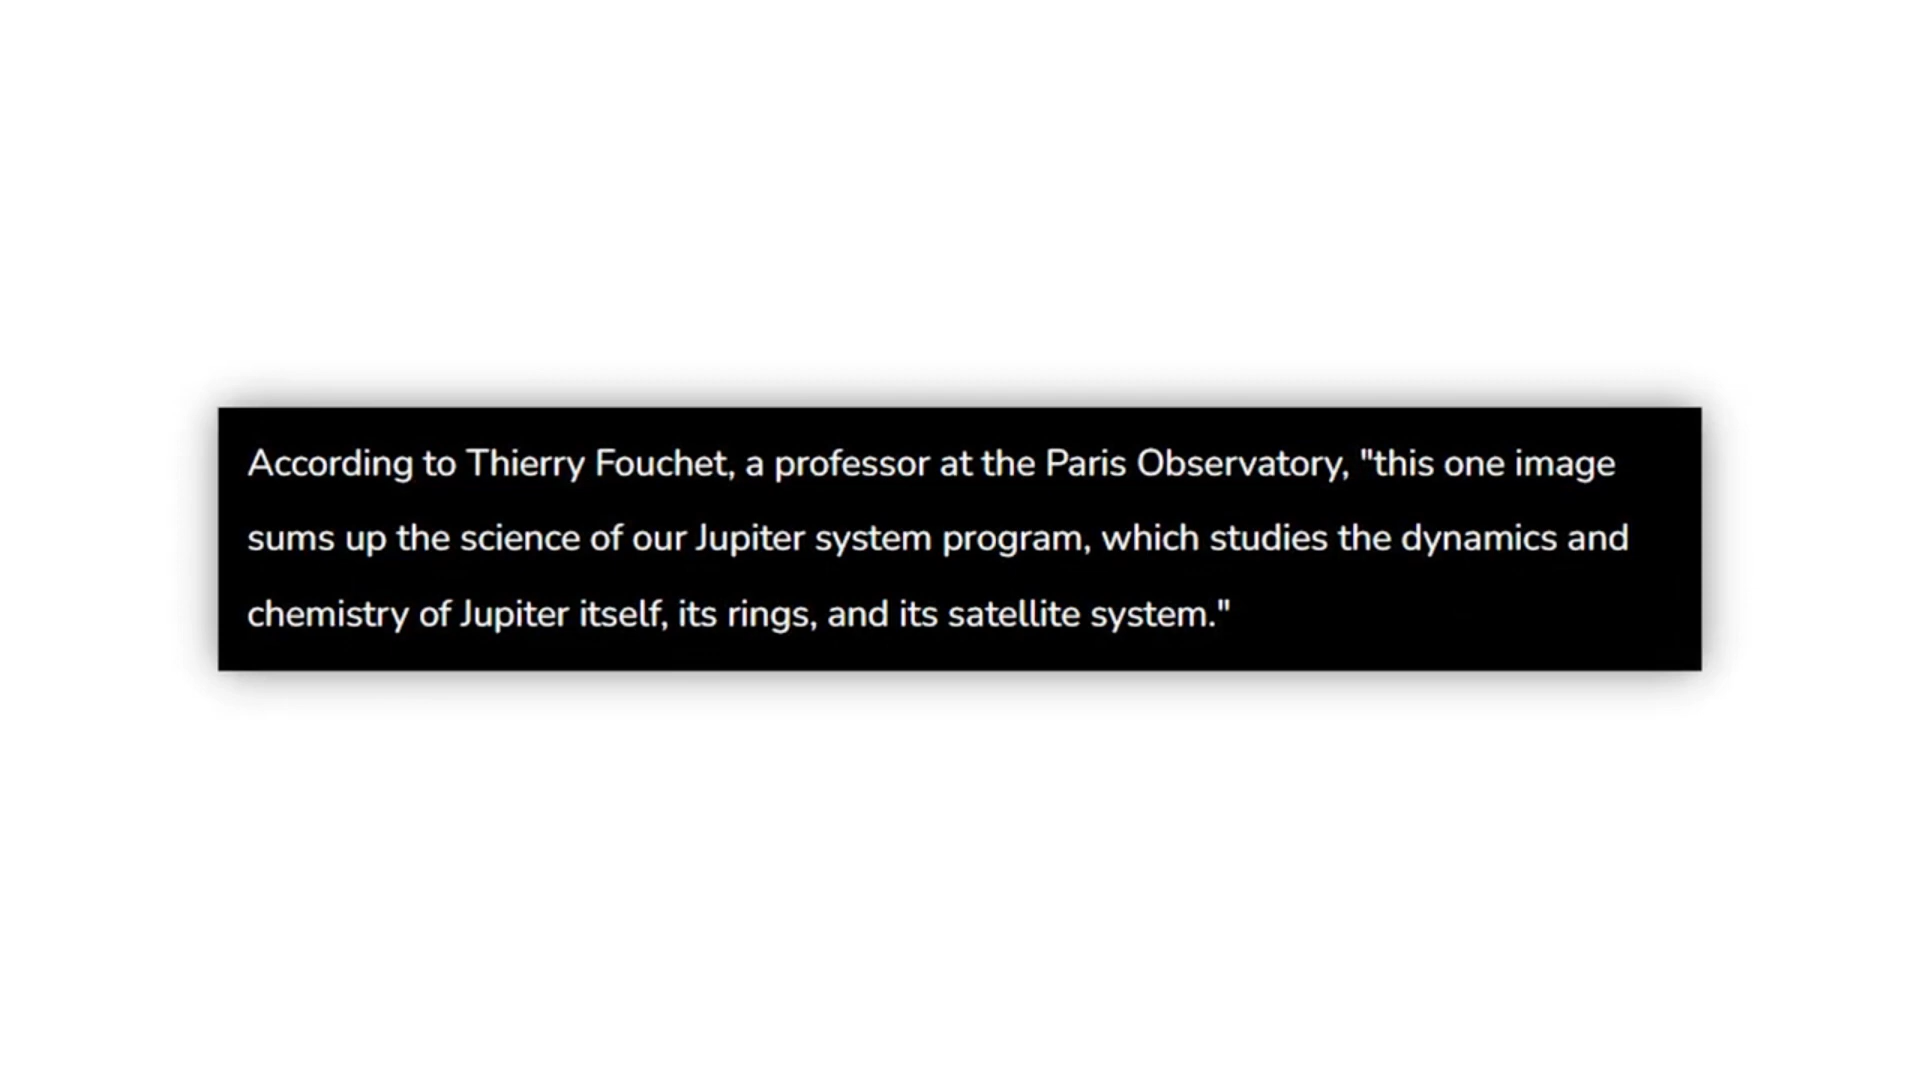 According to Thierry Fouchet, a professor at the Paris Observatory, "this one image
sums up the science of our Jupiter system program, which studies the dynamics and
chemistry of Jupiter itself, its rings, and its satellite system."